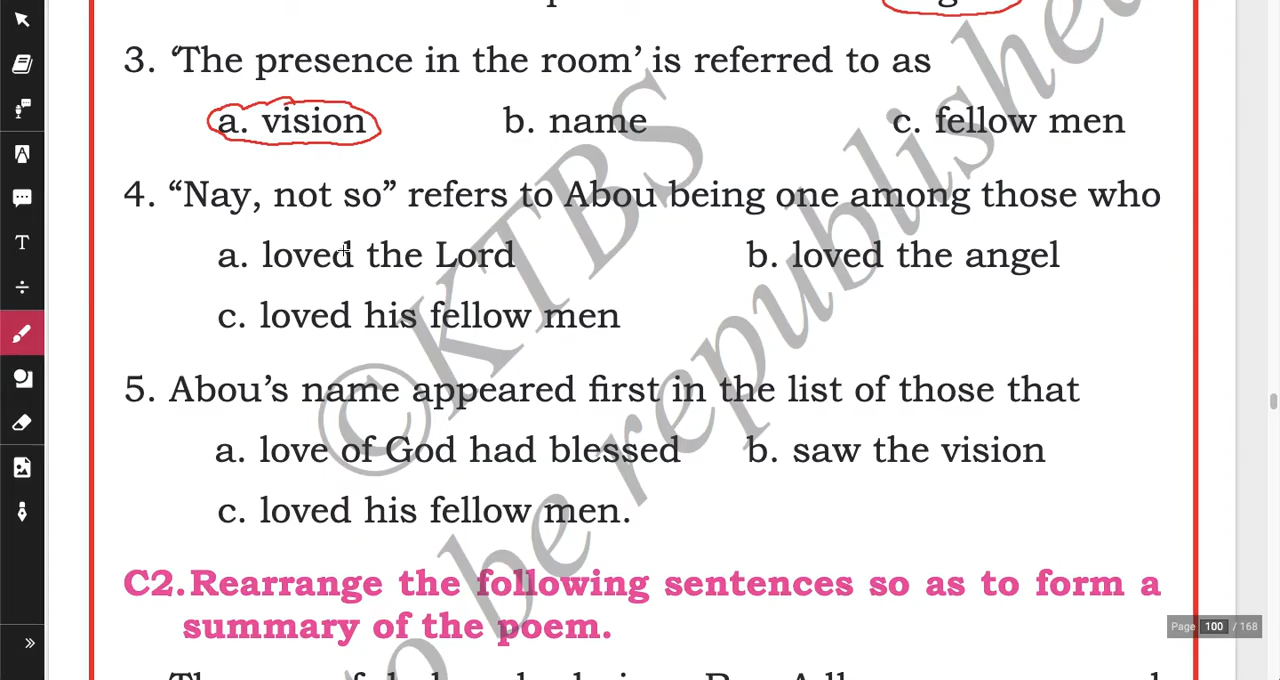 3. ‘The presence in the room’ is referred to as
a. vision b. name c. fellow men
4. “Nay, not so” refers to Abou being one among those who
a. loved the Lord b. loved the angel
c. loved his fellow men
5. Abou’s name appeared first in the list of those that
a. love of God had blessed b. saw the vision
c. loved his fellow men.
C2. Rearrange the following sentences so as to form a
summary of the poem.
©KTBS
be republished
Page 100 / 168